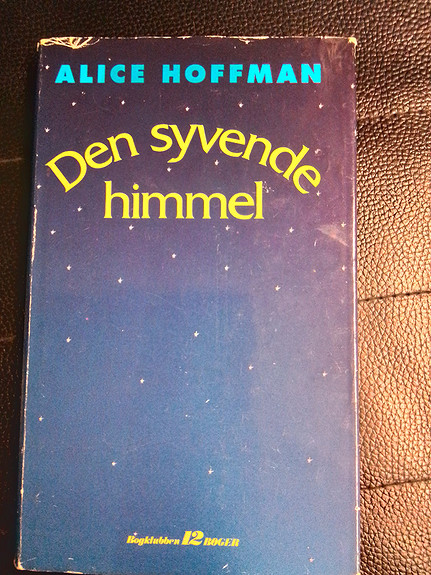 ALICE HOFFMAN
Den syvende
himmel
Bogklubben 12 BØGER